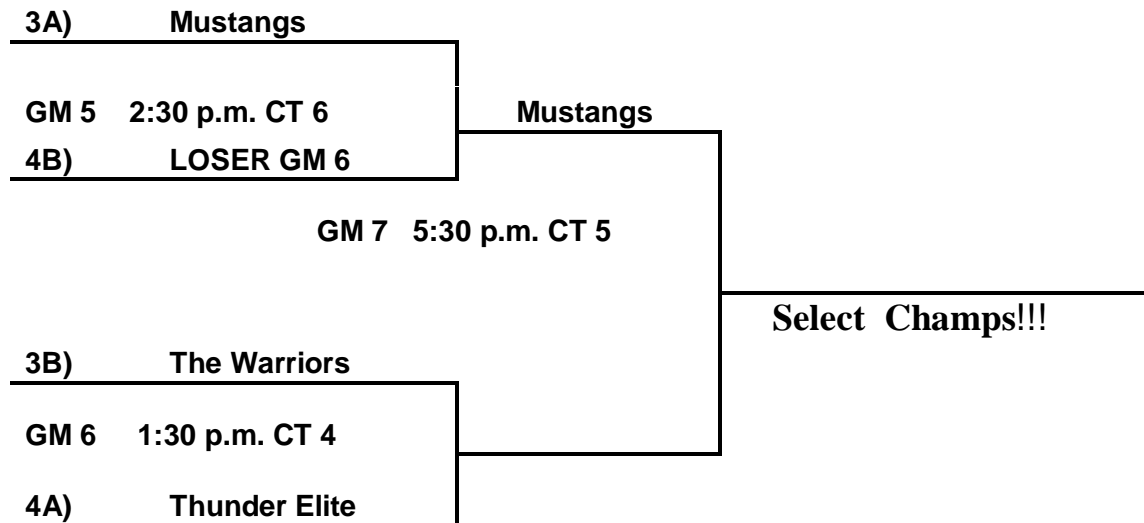 3A) Mustangs
GM 5 2:30 p.m. CT 6 Mustangs
4B) LOSER GM 6
GM 7 5:30 p.m. CT 5
Select Champs!!!
3B) The Warriors
GM 6 1:30 p.m. CT 4
4A) Thunder Elite